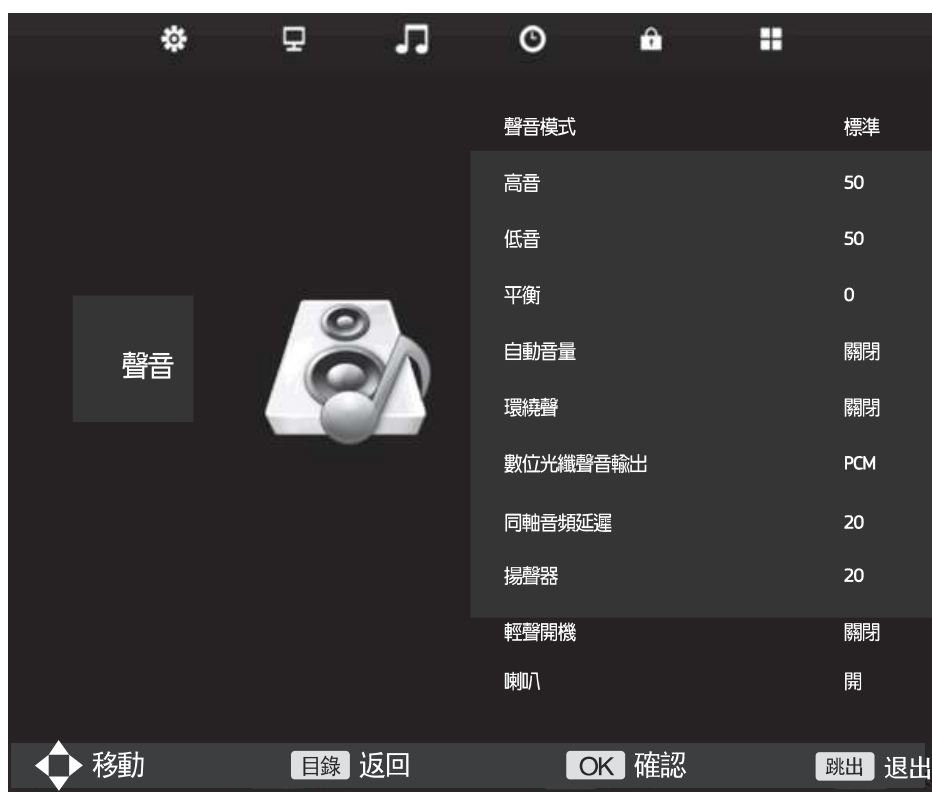 聲音
聲音模式 標準
高音 50
低音 50
平衡 0
自動音量 關閉
環繞聲 關閉
數位光纖聲音輸出 PCM
同軸音頻延遲 20
揚聲器 20
輕聲開機 關閉
喇叭 開
移動 目錄 返回 OK 確認 跳出 退出